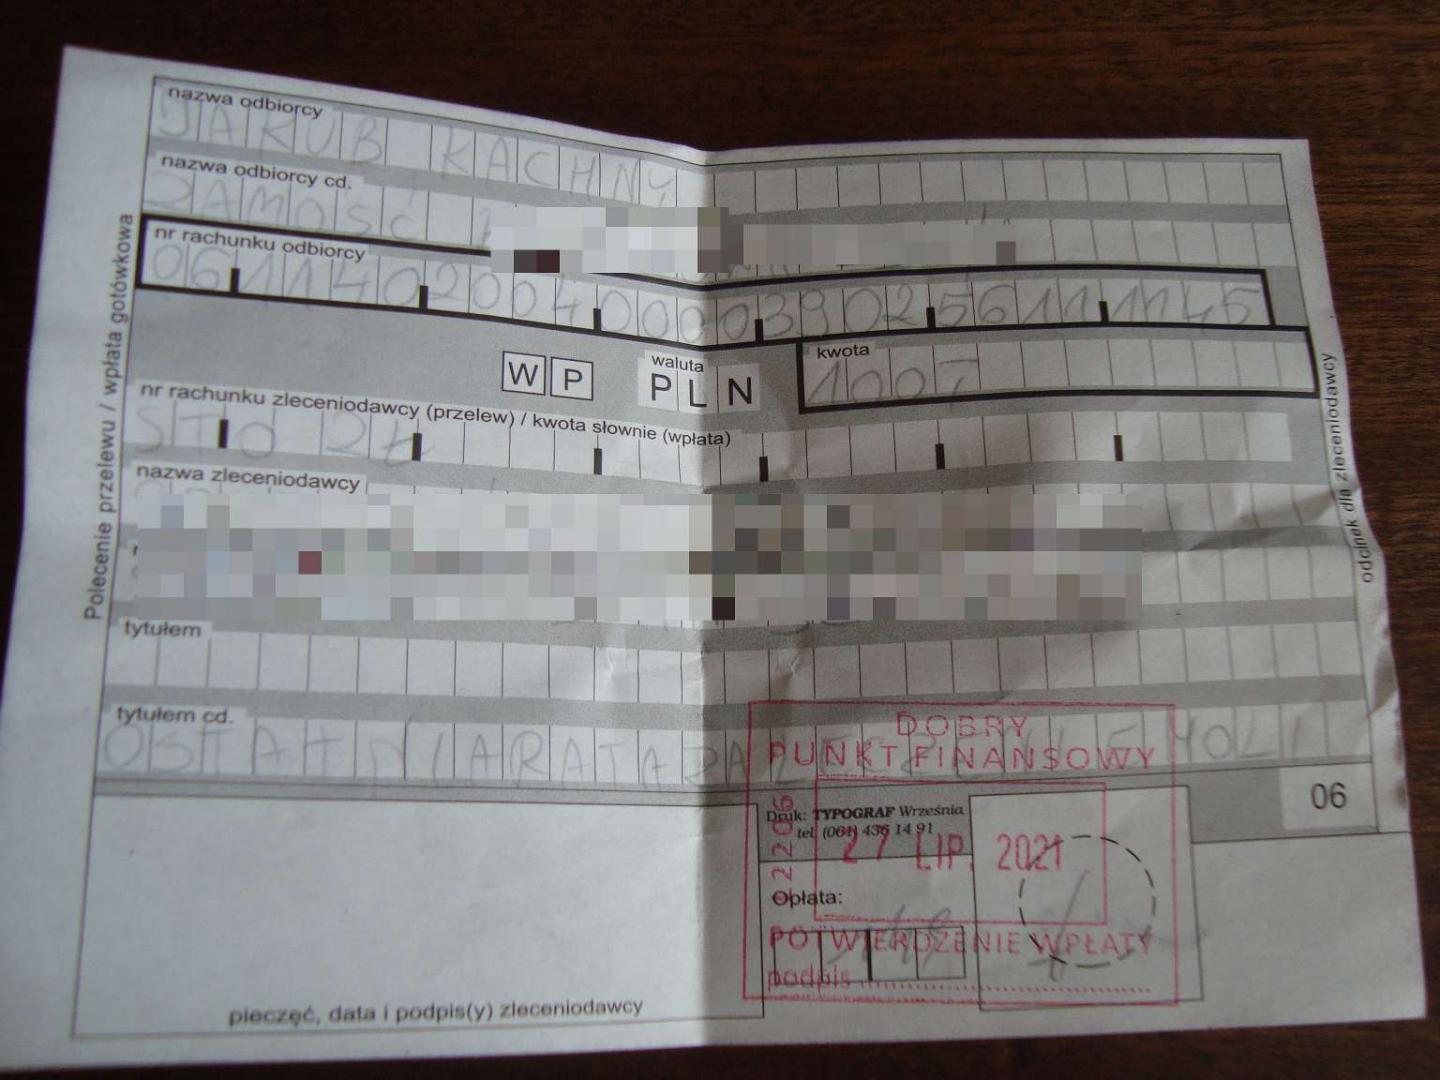 Polecenie przelewu / wpłata gotówkowa
nazwa odbiorcy
JAKUB KACHNY
nazwa odbiorcy cd.
ZAMOŚĆ
nr rachunku odbiorcy
06114020040000390256111145
W P
waluta
PLN
kwota
100,-
nr rachunku zleceniodawcy (przelew) / kwota słownie (wpłata)
STO ZŁ
nazwa zleceniodawcy
tytułem
tytułem cd.
OSTATNIA RATA ZA
odcinek dla zleceniodawcy
06
DOBRY
PUNKT FINANSOWY
2206
Druk: TYPOGRAF Września
tel. (061) 436 14 91
27 LIP. 2021
Opłata:
POTWIERDZENIE WPŁATY
podpis
pieczęć, data i podpis(y) zleceniodawcy